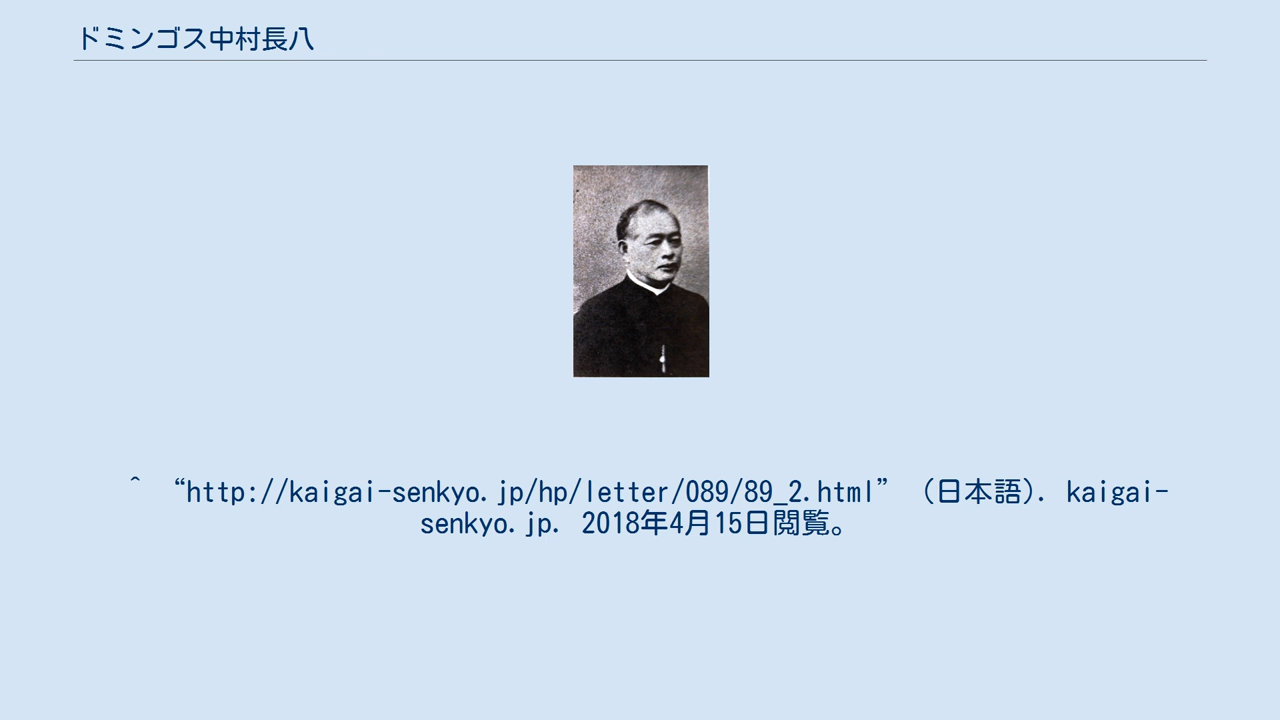 ドミンゴス中村長八
^ “http://kaigai-senkyo.jp/hp/letter/089/89_2.html” (日本語). kaigai-
senkyo.jp. 2018年4月15日閲覧。